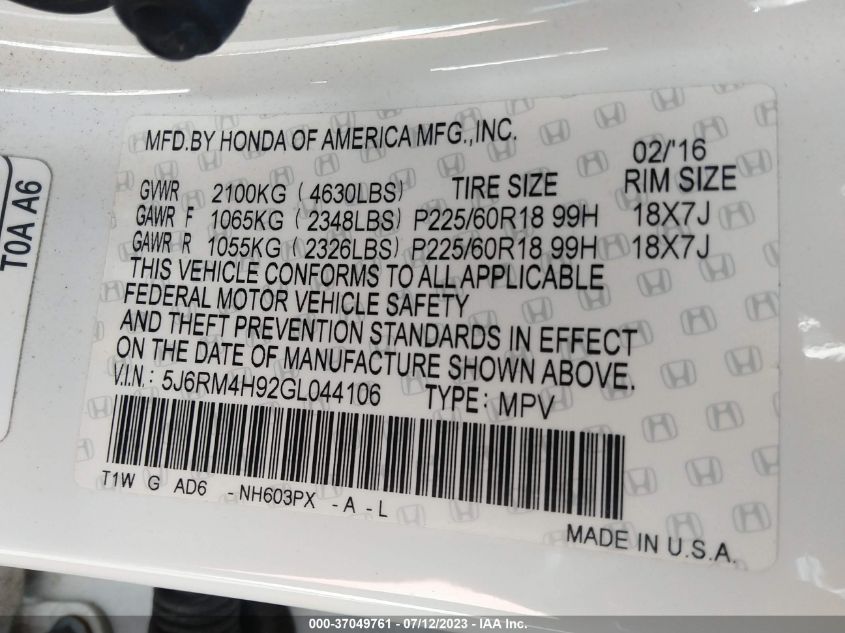 MFD.BY HONDA OF AMERICA MFG.,INC.
02/'16
GVWR 2100KG ( 4630LBS) TIRE SIZE RIM SIZE
GAWR F 1065KG ( 2348LBS) P225/60R18 99H 18X7J
GAWR R 1055KG ( 2326LBS) P225/60R18 99H 18X7J
THIS VEHICLE CONFORMS TO ALL APPLICABLE
FEDERAL MOTOR VEHICLE SAFETY
AND THEFT PREVENTION STANDARDS IN EFFECT
ON THE DATE OF MANUFACTURE SHOWN ABOVE.
V.I.N.: 5J6RM4H92GL044106 TYPE: MPV
T1W G AD6 -NH603PX -A-L
MADE IN U.S.A.
T0A A6
000-37049761 - 07/12/2023 - IAA Inc.